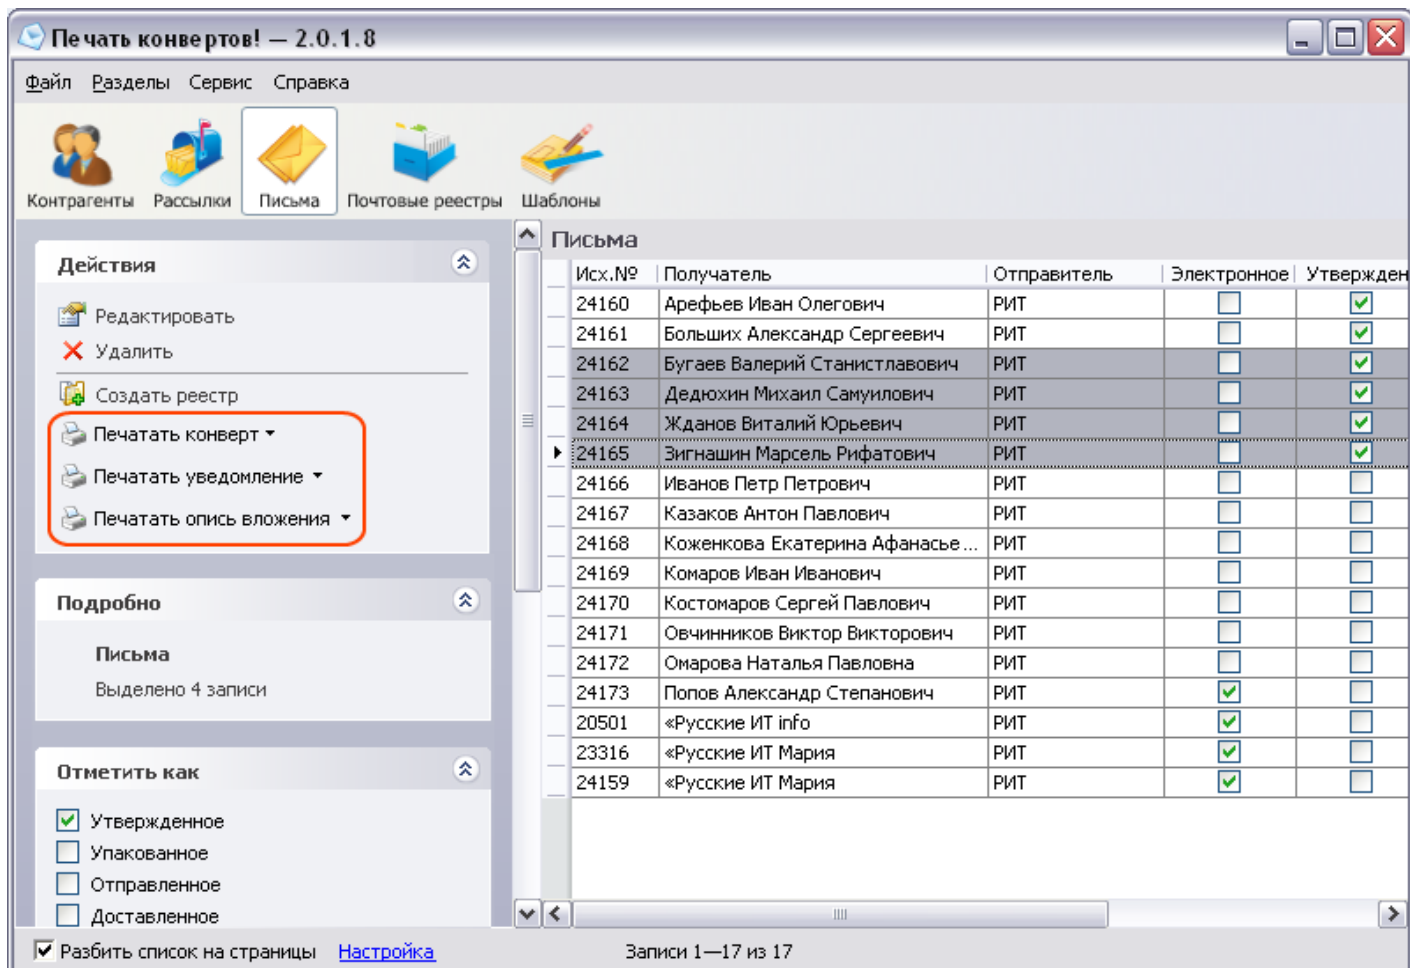 Печать конвертов! — 2.0.1.8
Файл Разделы Сервис Справка
Контрагенты Рассылки Письма Почтовые реестры Шаблоны
Действия
Редактировать
Удалить
Создать реестр
Печатать конверт
Печатать уведомление
Печатать опись вложения
Подробно
Письма
Выделено 4 записи
Отметить как
Утвержденное
Упакованное
Отправленное
Доставленное
Письма
Исх.№ Получатель Отправитель Электронное Утвержден
24160 Арефьев Иван Олегович РИТ
24161 Больших Александр Сергеевич РИТ
24162 Бугаев Валерий Станистлавович РИТ
24163 Дедюхин Михаил Самуилович РИТ
24164 Жданов Виталий Юрьевич РИТ
24165 Зигнашин Марсель Рифатович РИТ
24166 Иванов Петр Петрович РИТ
24167 Казаков Антон Павлович РИТ
24168 Коженкова Екатерина Афанасье... РИТ
24169 Комаров Иван Иванович РИТ
24170 Костомаров Сергей Павлович РИТ
24171 Овчинников Виктор Викторович РИТ
24172 Омарова Наталья Павловна РИТ
24173 Попов Александр Степанович РИТ
20501 «Русские ИТ info РИТ
23316 «Русские ИТ Мария РИТ
24159 «Русские ИТ Мария РИТ
Разбить список на страницы Настройка Записи 1—17 из 17